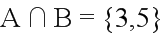 A ∩ B = {3,5}